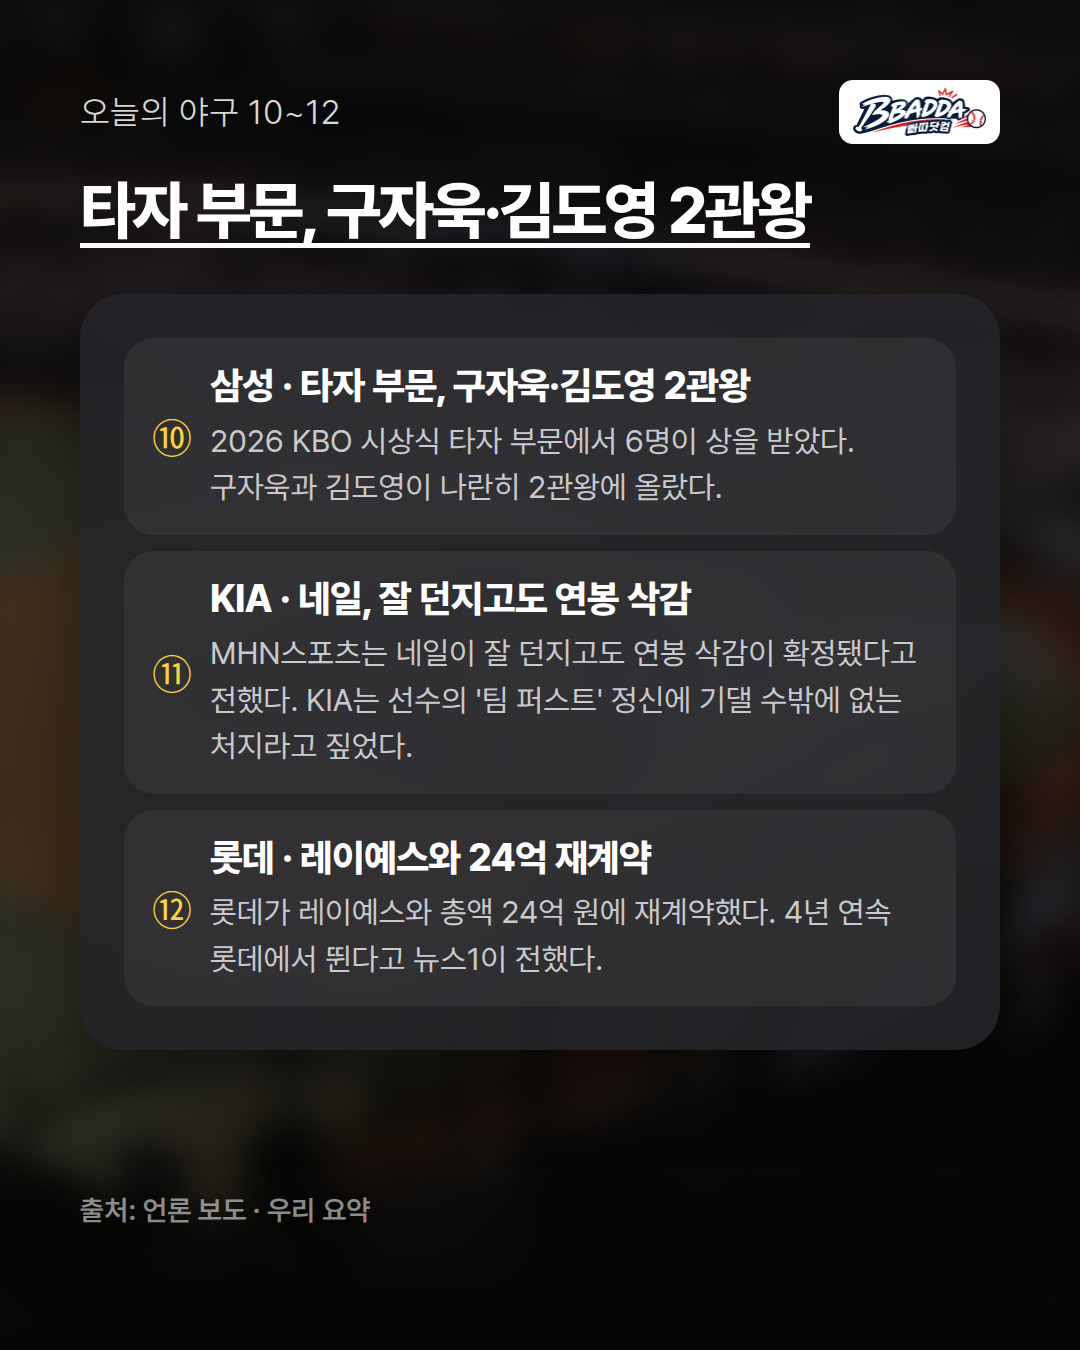 오늘의 야구 10~12
BBADDA
빠따닷컴
타자 부문, 구자욱·김도영 2관왕
삼성 · 타자 부문, 구자욱·김도영 2관왕
⑩ 2026 KBO 시상식 타자 부문에서 6명이 상을 받았다.
구자욱과 김도영이 나란히 2관왕에 올랐다.
KIA · 네일, 잘 던지고도 연봉 삭감
MHN스포츠는 네일이 잘 던지고도 연봉 삭감이 확정됐다고
⑪ 전했다. KIA는 선수의 '팀 퍼스트' 정신에 기댈 수밖에 없는
처지라고 짚었다.
롯데 · 레이예스와 24억 재계약
⑫ 롯데가 레이예스와 총액 24억 원에 재계약했다. 4년 연속
롯데에서 뛴다고 뉴스1이 전했다.
출처: 언론 보도 · 우리 요약